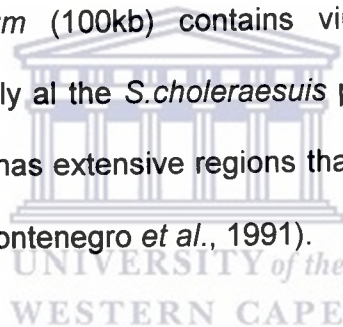 m (100kb) contains vi
ly al the S.choleraesuis p
has extensive regions tha
ontenegro et al., 1991).
UNIVERSITY of the
WESTERN CAPE